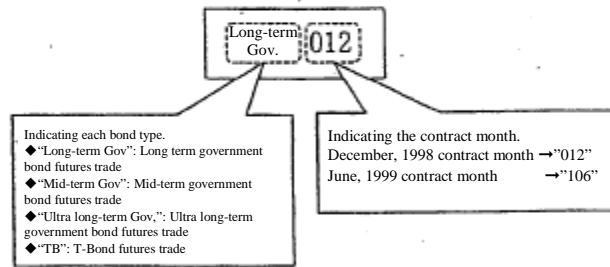 Long-term
Gov.
012
Indicating each bond type.
◆“Long-term Gov”: Long term government
bond futures trade
◆“Mid-term Gov”: Mid-term government
bond futures trade
◆“Ultra long-term Gov,”: Ultra long-term
government bond futures trade
◆“TB”: T-Bond futures trade
Indicating the contract month.
December, 1998 contract month →”012”
June, 1999 contract month →”106”